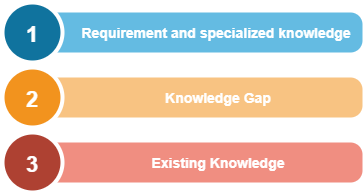 1 Requirement and specialized knowledge
2 Knowledge Gap
3 Existing Knowledge